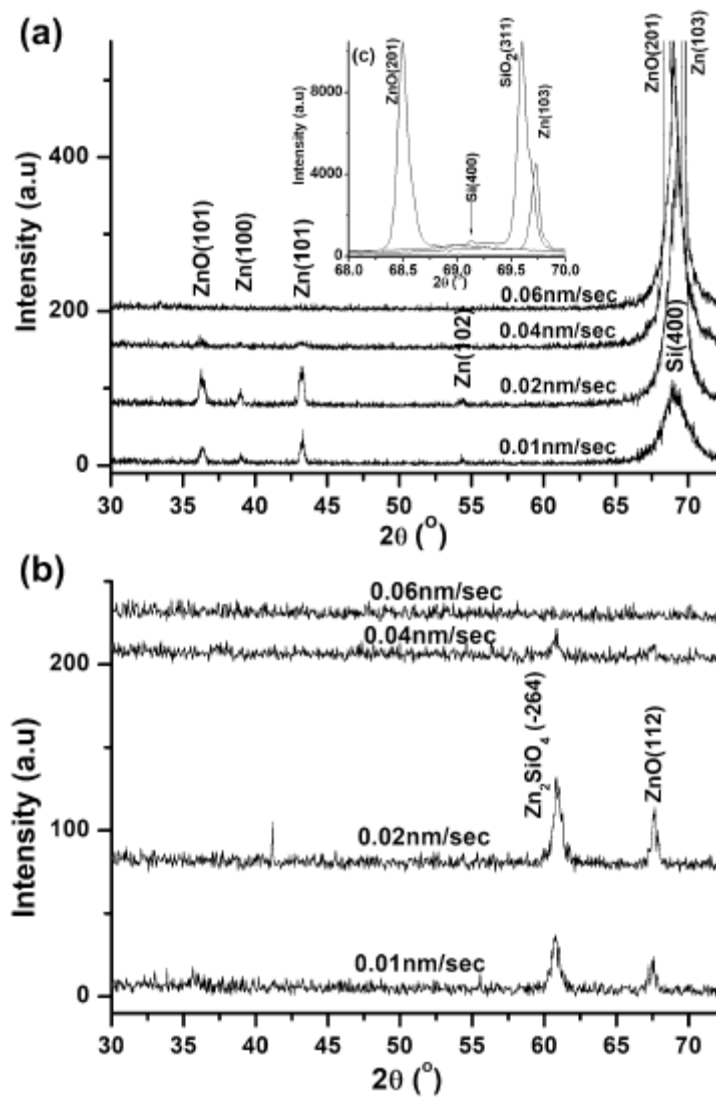 (a)
(c)
ZnO(201)
SiO₂(311)
Zn(103)
Si(400)
Intensity (a.u)
8000
4000
0
68.0 68.5 69.0 69.5 70.0
2θ (°)
ZnO(201)
Zn(103)
ZnO(101)
Zn(100)
Zn(101)
Zn(102)
Si(400)
0.06nm/sec
0.04nm/sec
0.02nm/sec
0.01nm/sec
Intensity (a.u)
400
200
0
30 35 40 45 50 55 60 65 70
2θ (°)
(b)
0.06nm/sec
0.04nm/sec
Zn₂SiO₄ (-264)
ZnO(112)
0.02nm/sec
0.01nm/sec
Intensity (a.u)
200
100
0
30 35 40 45 50 55 60 65 70
2θ (°)